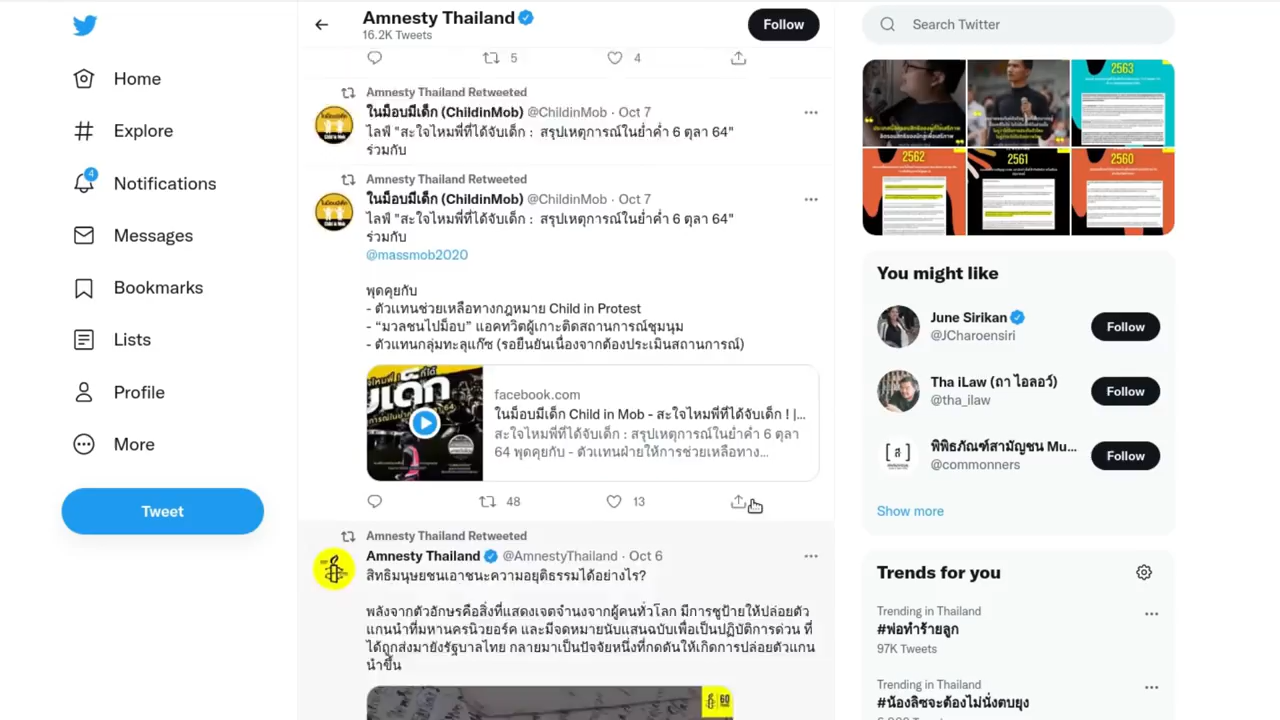 Amnesty Thailand
16.2K Tweets
Follow
Search Twitter
Home
Explore
4
Notifications
Messages
Bookmarks
Lists
Profile
More
Tweet
5
4
Amnesty Thailand Retweeted
ในม็อบมีเด็ก (ChildinMob) @ChildinMob · Oct 7
ไลฟ์ "สะใจไหมพี่ที่ได้จับเด็ก : สรุปเหตุการณ์ในย่ำค่ำ 6 ตุลา 64"
ร่วมกับ
Amnesty Thailand Retweeted
ในม็อบมีเด็ก (ChildinMob) @ChildinMob · Oct 7
ไลฟ์ "สะใจไหมพี่ที่ได้จับเด็ก : สรุปเหตุการณ์ในย่ำค่ำ 6 ตุลา 64"
ร่วมกับ
@massmob2020
พูดคุยกับ
- ตัวแทนช่วยเหลือทางกฎหมาย Child in Protest
- “มวลชนไปม็อบ” แอคทวิตผู้เกาะติดสถานการณ์ชุมนุม
- ตัวแทนกลุ่มทะลุแก๊ซ (รอยืนยันเนื่องจากต้องประเมินสถานการณ์)
facebook.com
ในม็อบมีเด็ก Child in Mob - สะใจไหมพี่ที่ได้จับเด็ก ! |...
สะใจไหมพี่ที่ได้จับเด็ก : สรุปเหตุการณ์ในย่ำค่ำ 6 ตุลา
64 พูดคุยกับ - ตัวแทนฝ่ายให้การช่วยเหลือทาง...
48
13
Amnesty Thailand Retweeted
Amnesty Thailand @AmnestyThailand · Oct 6
สิทธิมนุษยชนเอาชนะความอยุติธรรมได้อย่างไร?
พลังจากตัวอักษรคือสิ่งที่แสดงเจตจำนงจากผู้คนทั่วโลก มีการชูป้ายให้ปล่อยตัว
แกนนำที่มหานครนิวยอร์ค และมีจดหมายนับแสนฉบับเพื่อเป็นปฏิบัติการด่วน ที่
ได้ถูกส่งมายังรัฐบาลไทย กลายมาเป็นปัจจัยหนึ่งที่กดดันให้เกิดการปล่อยตัวแกน
นำขึ้น
60
2563
2562
2561
2560
You might like
June Sirikan
@JCharoensiri
Follow
Tha iLaw (ถา ไอลอว์)
@tha_ilaw
Follow
พิพิธภัณฑ์สามัญชน Mu...
@commonners
Follow
Show more
Trends for you
Trending in Thailand
#พ่อทำร้ายลูก
97K Tweets
Trending in Thailand
#น้องลิซจะต้องไม่นั่งตบยุง